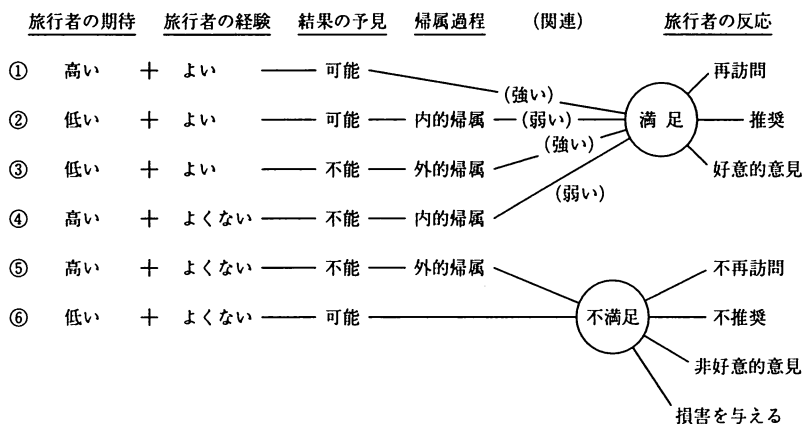 旅行者の期待 旅行者の経験 結果の予見 帰属過程 (関連) 旅行者の反応
① 高い + よい 可能 (強い) 再訪問
② 低い + よい 可能 内的帰属 (弱い) 満足 推奨
③ 低い + よい 不能 外的帰属 (強い) 好意的意見
④ 高い + よくない 不能 内的帰属 (弱い)
⑤ 高い + よくない 不能 外的帰属 不再訪問
⑥ 低い + よくない 可能 不満足 不推奨
非好意的意見
損害を与える